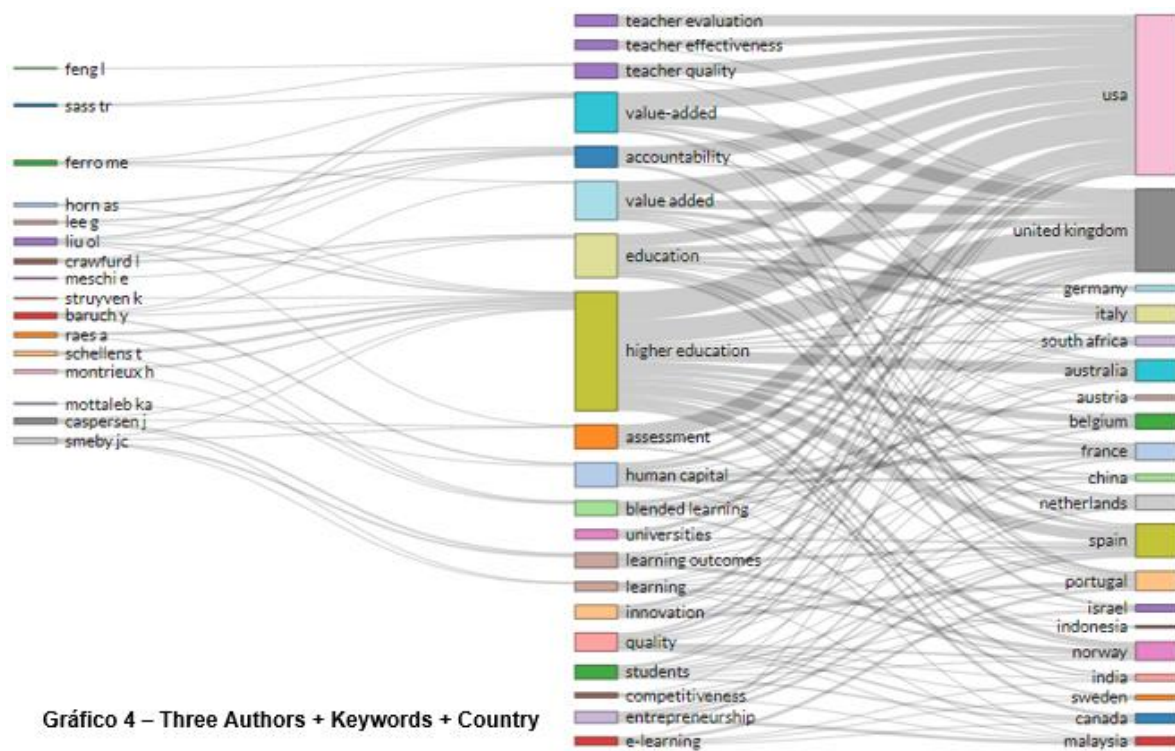 feng l
sass tr
ferro me
horn as
lee g
liu ol
crawfurd l
meschi e
struyven k
baruch y
raes a
schellens t
montrieux h
mottaleb ka
caspersen j
smeby jc
teacher evaluation
teacher effectiveness
teacher quality
value-added
accountability
value added
education
higher education
assessment
human capital
blended learning
universities
learning outcomes
learning
innovation
quality
students
competitiveness
entrepreneurship
e-learning
usa
united kingdom
germany
italy
south africa
australia
austria
belgium
france
china
netherlands
spain
portugal
israel
indonesia
norway
india
sweden
canada
malaysia
Gráfico 4 – Three Authors + Keywords + Country